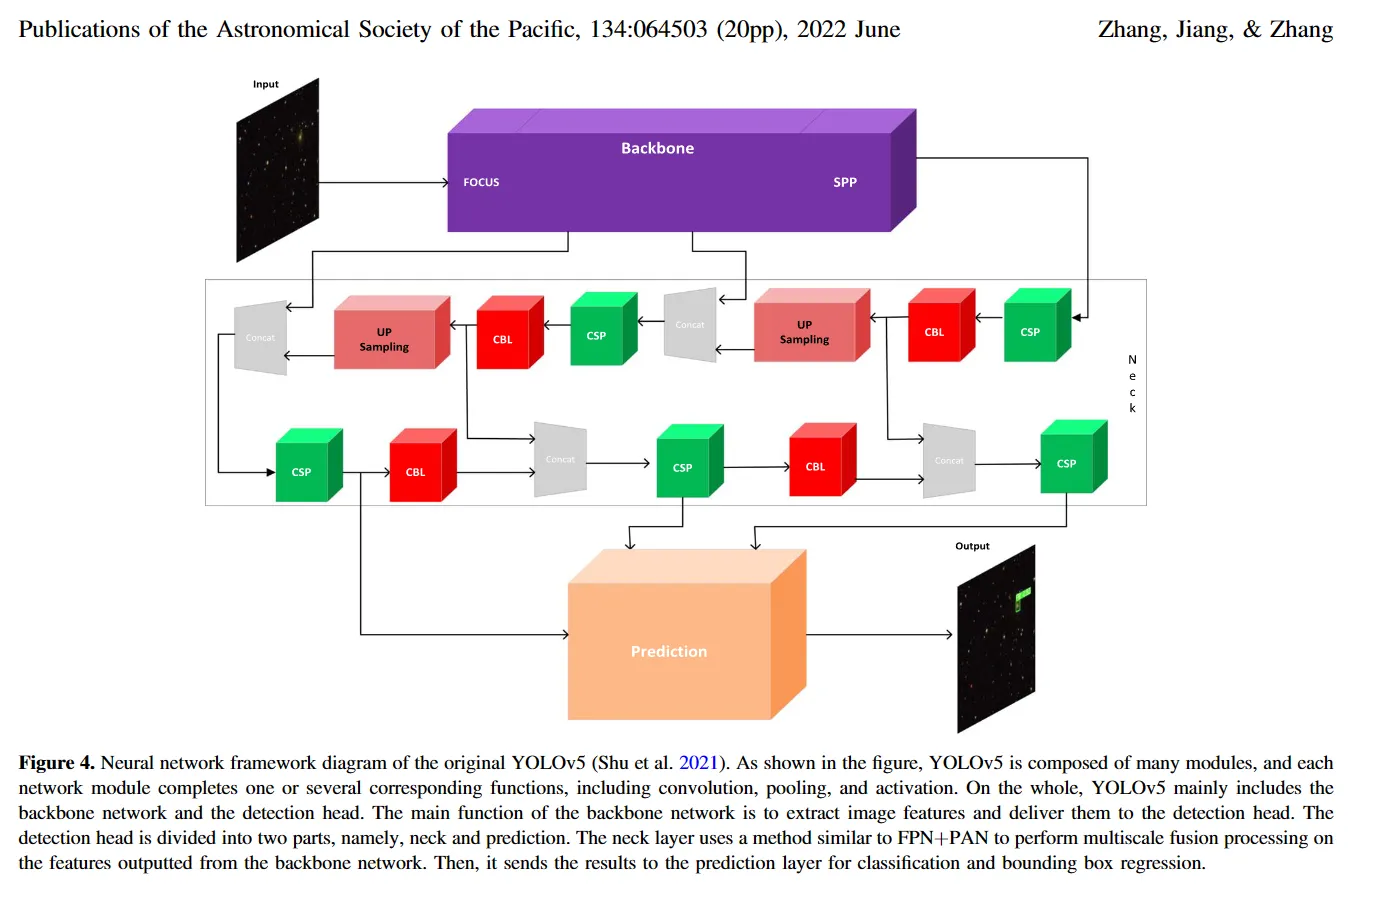 Publications of the Astronomical Society of the Pacific, 134:064503 (20pp), 2022 June
Zhang, Jiang, & Zhang
Input
Backbone
FOCUS
SPP
Concat
UP
Sampling
CBL
CSP
Concat
UP
Sampling
CBL
CSP
N
e
c
k
CSP
CBL
Concat
CSP
CBL
Concat
CSP
Output
Prediction
Figure 4. Neural network framework diagram of the original YOLOv5 (Shu et al. 2021). As shown in the figure, YOLOv5 is composed of many modules, and each
network module completes one or several corresponding functions, including convolution, pooling, and activation. On the whole, YOLOv5 mainly includes the
backbone network and the detection head. The main function of the backbone network is to extract image features and deliver them to the detection head. The
detection head is divided into two parts, namely, neck and prediction. The neck layer uses a method similar to FPN+PAN to perform multiscale fusion processing on
the features outputted from the backbone network. Then, it sends the results to the prediction layer for classification and bounding box regression.